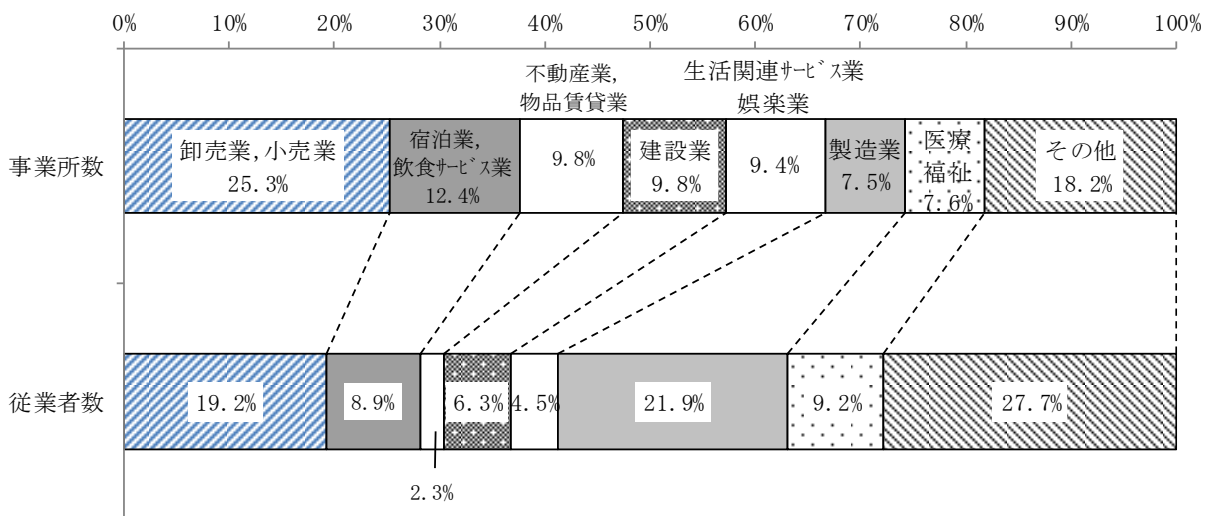 0% 10% 20% 30% 40% 50% 60% 70% 80% 90% 100%
不動産業,
物品賃貸業
生活関連サービス業
娯楽業
事業所数
卸売業,小売業
25.3%
宿泊業,
飲食サービス業
12.4%
9.8%
建設業
9.8%
9.4%
製造業
7.5%
医療
福祉
7.6%
その他
18.2%
従業者数
19.2%
8.9%
2.3%
6.3%
4.5%
21.9%
9.2%
27.7%